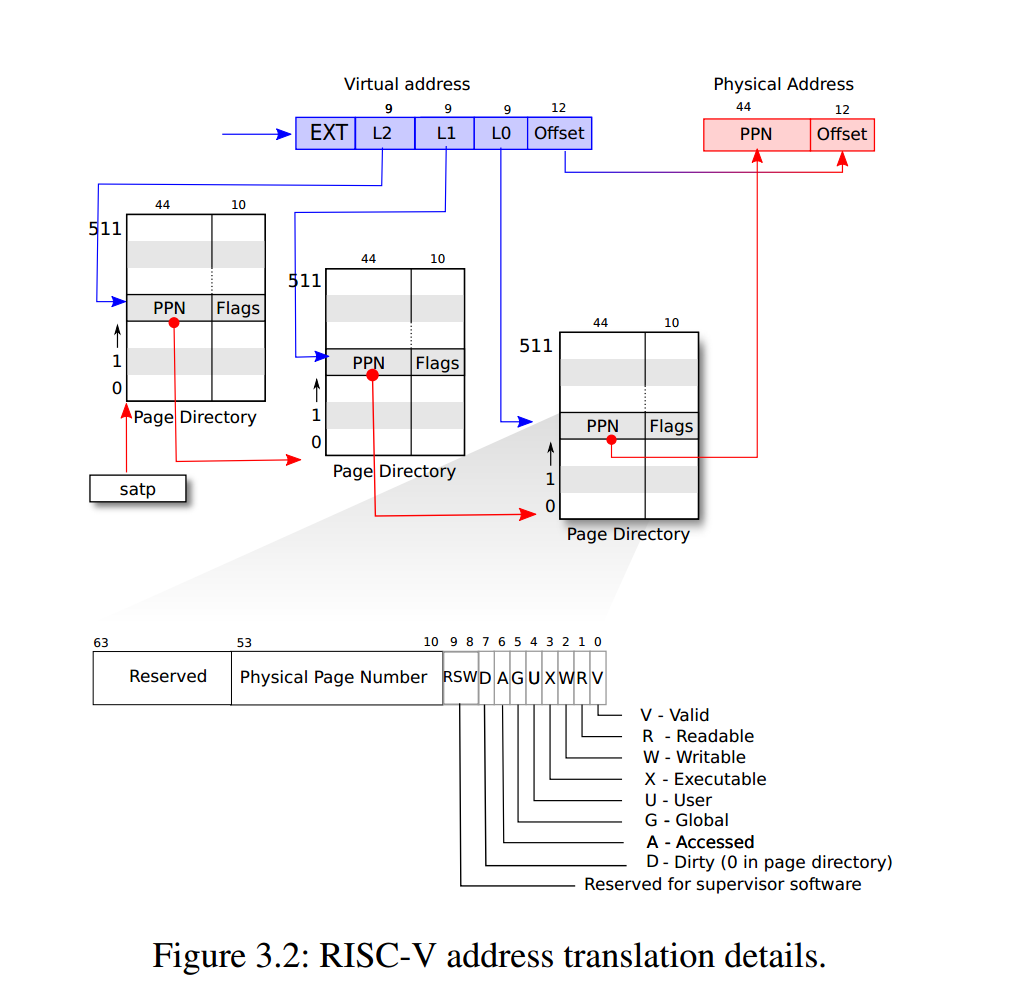 Virtual address
Physical Address
9 9 9 12
44 12
EXT L2 L1 L0 Offset
PPN Offset
44 10
511
PPN Flags
1
0
Page Directory
satp
44 10
511
PPN Flags
1
0
Page Directory
44 10
511
PPN Flags
1
0
Page Directory
63 53 10 9 8 7 6 5 4 3 2 1 0
Reserved Physical Page Number RSW D A G U X W R V
V - Valid
R - Readable
W - Writable
X - Executable
U - User
G - Global
A - Accessed
D - Dirty (0 in page directory)
Reserved for supervisor software
Figure 3.2: RISC-V address translation details.